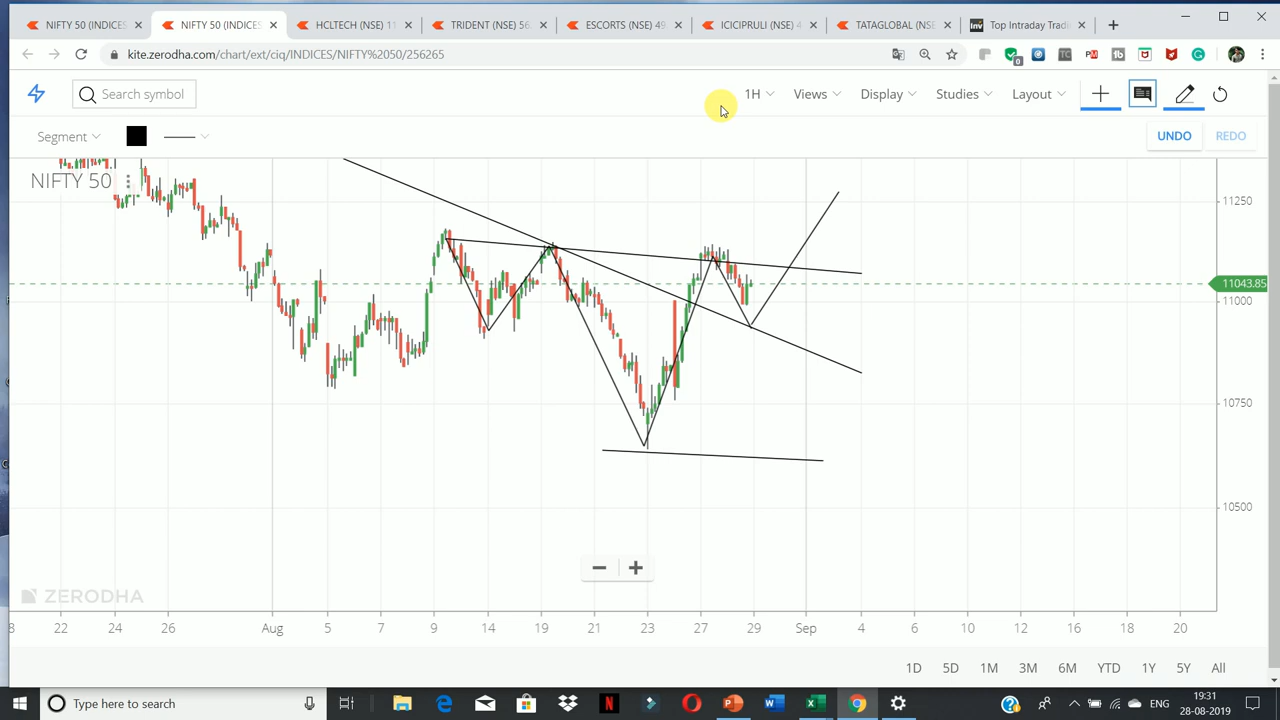 NIFTY 50 (INDICES
NIFTY 50 (INDICES
HCLTECH (NSE) 11
TRIDENT (NSE) 56
ESCORTS (NSE) 49
ICICIPRULI (NSE) 4
TATAGLOBAL (NSE
Top Intraday Tradi
kite.zerodha.com/chart/ext/ciq/INDICES/NIFTY%2050/256265
Search symbol
1H
Views
Display
Studies
Layout
Segment
UNDO
REDO
NIFTY 50
11250
11043.85
11000
10750
10500
ZERODHA
8 22 24 26 Aug 5 7 9 14 19 21 23 27 29 Sep 4 6 10 12 16 18 20
1D 5D 1M 3M 6M YTD 1Y 5Y All
Type here to search
ENG
19:31
28-08-2019